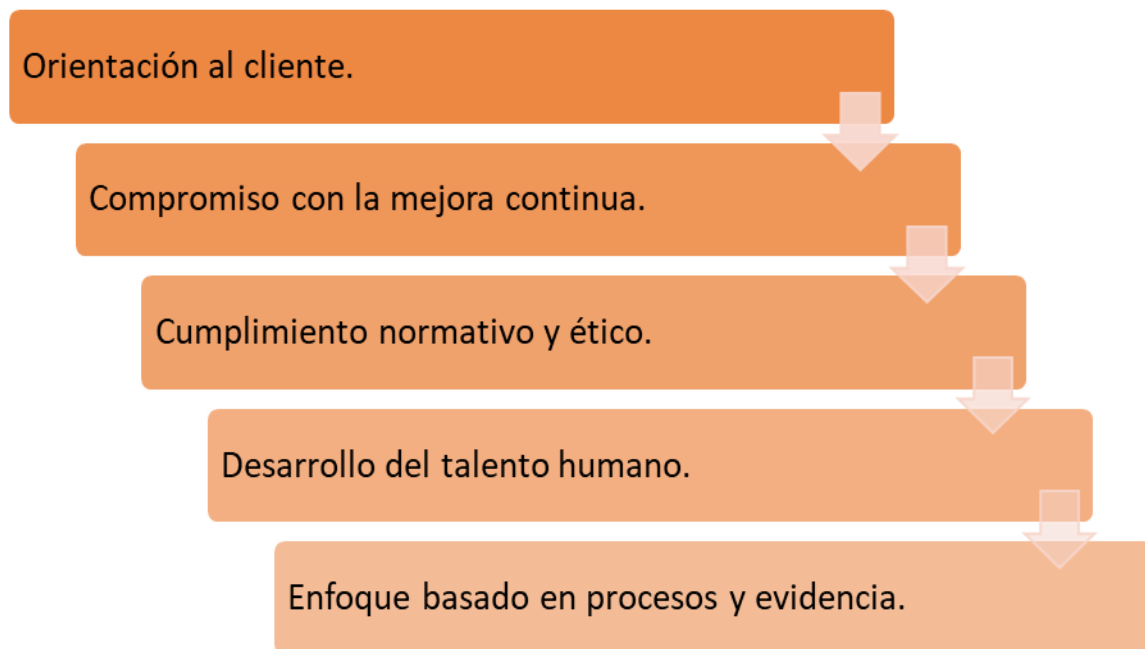 Orientación al cliente.
Compromiso con la mejora continua.
Cumplimiento normativo y ético.
Desarrollo del talento humano.
Enfoque basado en procesos y evidencia.